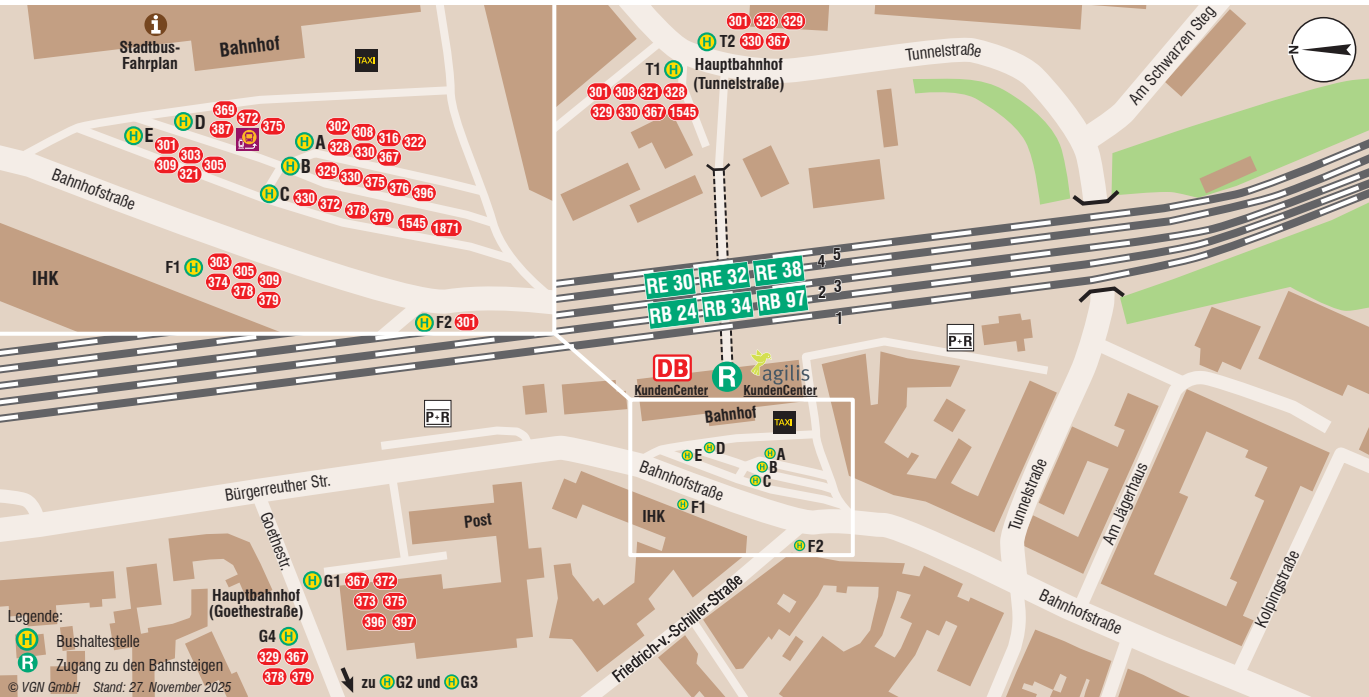 i
Stadtbus-
Fahrplan
Bahnhof
TAXI
D
369 372 375
387
E
301 303
309 305
321
A
302 308 316 322
328 330 367
B
329 330 375 376 396
C
330 372 378 379 1545 1871
Bahnhofstraße
IHK
F1
303 305 309
374 378 379
F2 301
301 328 329
T2 330 367
Hauptbahnhof
(Tunnelstraße)
T1
301 308 321 328
329 330 367 1545
Tunnelstraße
Am Schwarzen Steg
N
RE 30 RE 32 RE 38
RB 24 RB 34 RB 97
5
4
3
2
1
P+R
DB
KundenCenter
R
agilis
KundenCenter
Bahnhof
TAXI
E
D
A
B
C
Bahnhofstraße
F1
IHK
F2
P+R
Bürgerreuther Str.
Goethestr.
Post
Tunnelstraße
Am Jägerhaus
Kolpingstraße
Bahnhofstraße
Friedrich-v.-Schiller-Straße
G1 367 372
373 375
396 397
Hauptbahnhof
(Goethestraße)
G4
329 367
378 379
zu H G2 und H G3
Legende:
H Bushaltestelle
R Zugang zu den Bahnsteigen
© VGN GmbH Stand: 27. November 2025